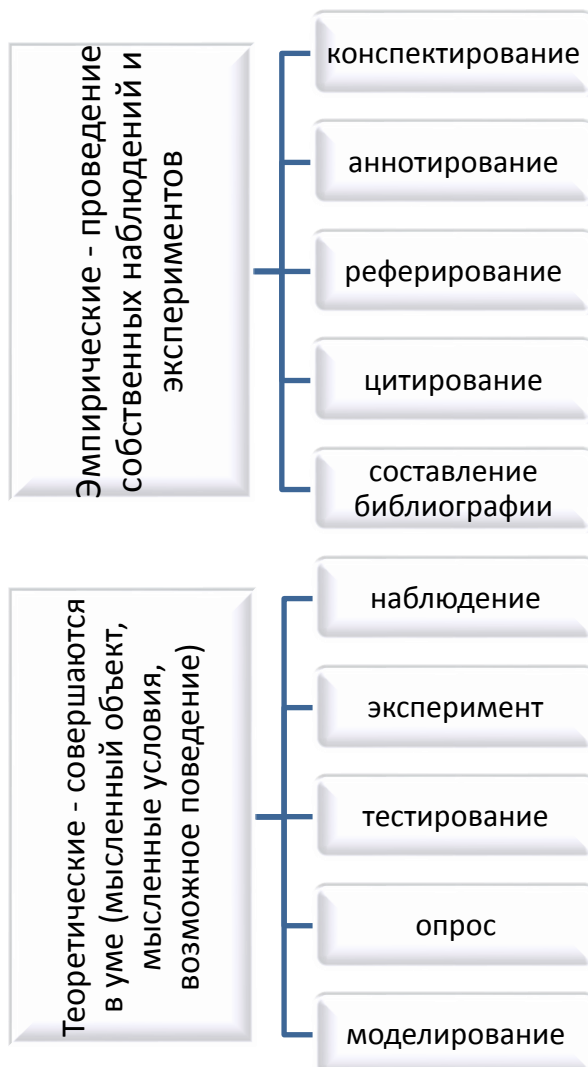 Эмпирические - проведение
собственных наблюдений и
экспериментов
конспектирование
аннотирование
реферирование
цитирование
составление
библиографии
Теоретические - совершаются
в уме (мысленный объект,
мысленные условия,
возможное поведение)
наблюдение
эксперимент
тестирование
опрос
моделирование